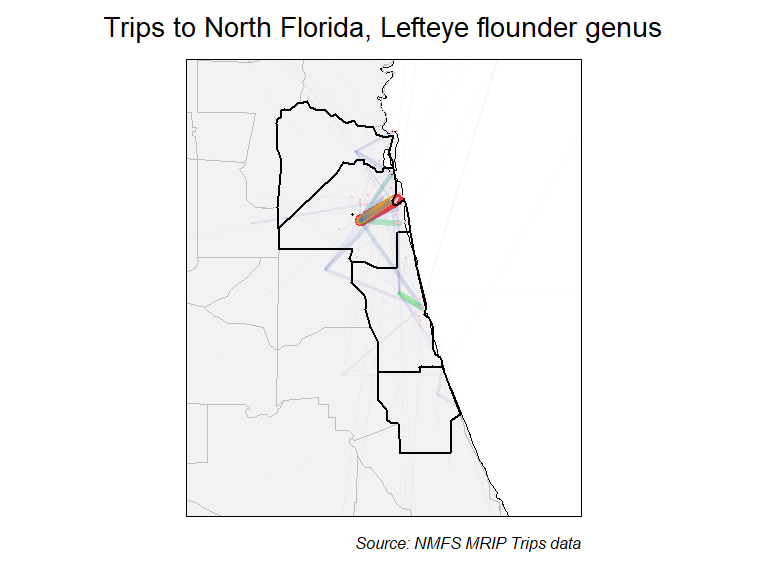 Trips to North Florida, Lefteye flounder genus
Source: NMFS MRIP Trips data